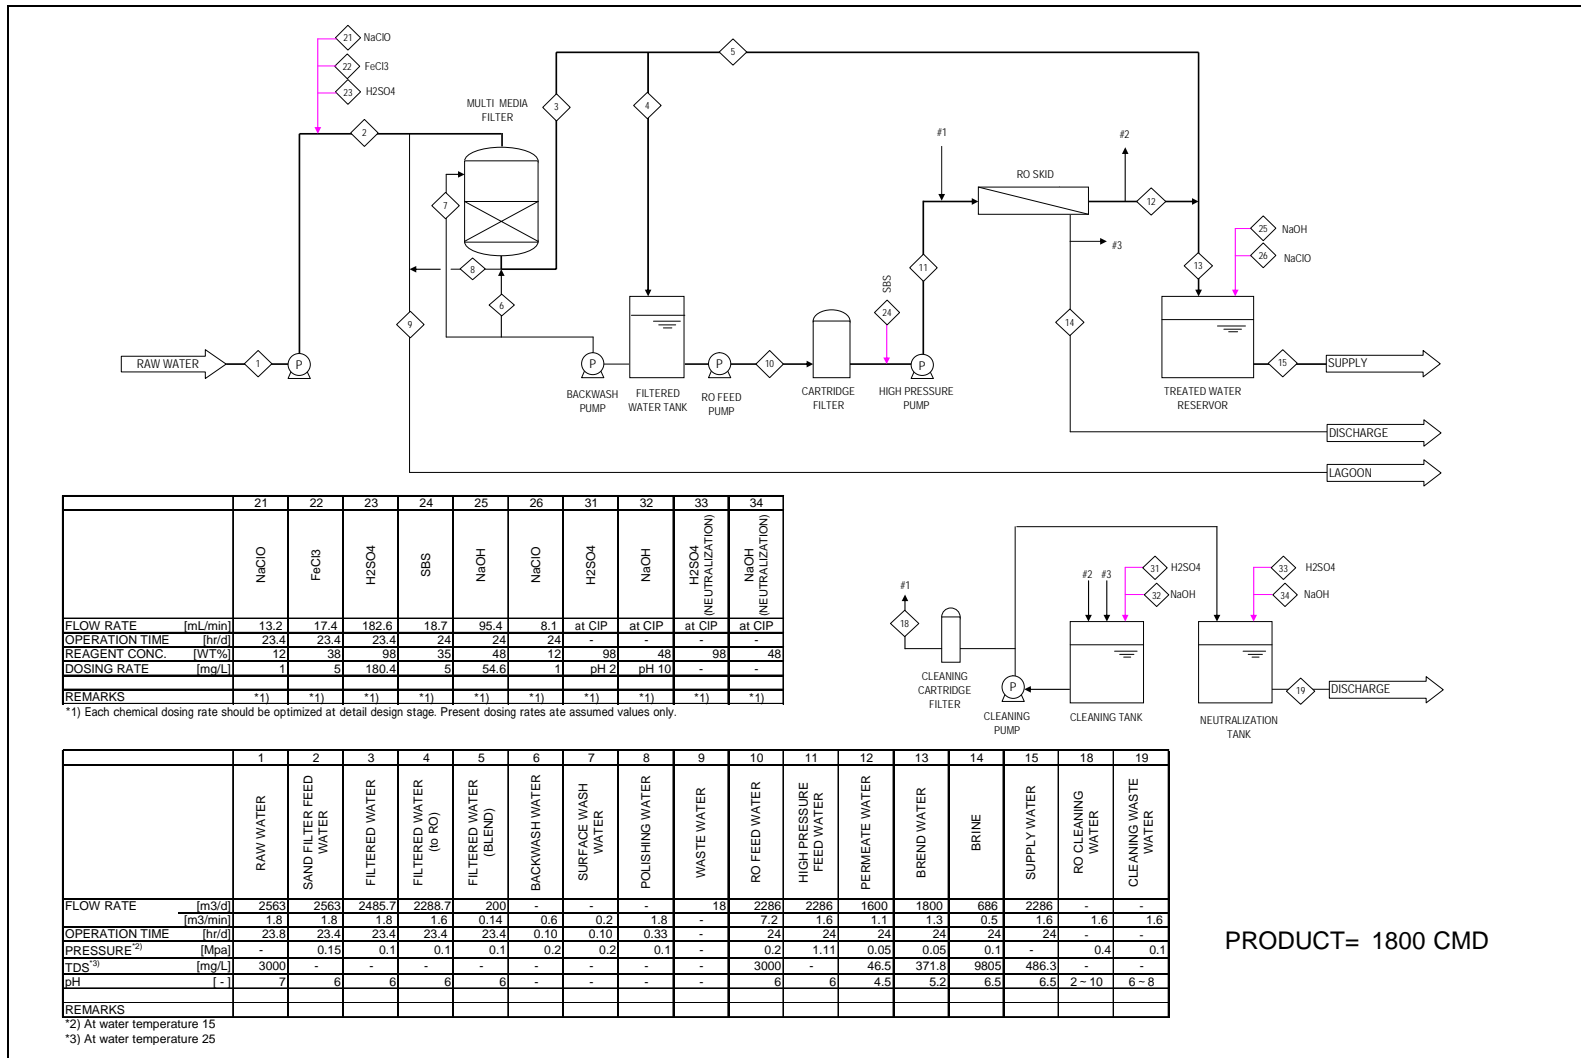 21 NaClO
22 FeCl3
23 H2SO4
MULTI MEDIA
FILTER
5
3
4
2
#1
#2
RO SKID
7
12
25 NaOH
26 NaClO
#3
8
11
13
6
SBS
24
9
14
RAW WATER
1
P
P
P
10
P
15
SUPPLY
BACKWASH
PUMP
FILTERED
WATER TANK
RO FEED
PUMP
CARTRIDGE
FILTER
HIGH PRESSURE
PUMP
TREATED WATER
RESERVOR
DISCHARGE
LAGOON
21 22 23 24 25 26 31 32 33 34
NaClO
FeCl3
H2SO4
SBS
NaOH
NaClO
H2SO4
NaOH
H2SO4
(NEUTRALIZATION)
NaOH
(NEUTRALIZATION)
FLOW RATE [mL/min] 13.2 17.4 182.6 18.7 95.4 8.1 at CIP at CIP at CIP at CIP
OPERATION TIME [hr/d] 23.4 23.4 23.4 24 24 24 - - - -
REAGENT CONC. [WT%] 12 38 98 35 48 12 98 48 98 48
DOSING RATE [mg/L] 1 5 180.4 5 54.6 1 pH 2 pH 10 - -
REMARKS *1) *1) *1) *1) *1) *1) *1) *1) *1) *1)
*1) Each chemical dosing rate should be optimized at detail design stage. Present dosing rates ate assumed values only.
#1
18
#2 #3
31 H2SO4
32 NaOH
33 H2SO4
34 NaOH
CLEANING
CARTRIDGE
FILTER
P
CLEANING
PUMP
CLEANING TANK
NEUTRALIZATION
TANK
19
DISCHARGE
1 2 3 4 5 6 7 8 9 10 11 12 13 14 15 18 19
RAW WATER
SAND FILTER FEED
WATER
FILTERED WATER
FILTERED WATER
(to RO)
FILTERED WATER
(BLEND)
BACKWASH WATER
SURFACE WASH
WATER
POLISHING WATER
WASTE WATER
RO FEED WATER
HIGH PRESSURE
FEED WATER
PERMEATE WATER
BREND WATER
BRINE
SUPPLY WATER
RO CLEANING
WATER
CLEANING WASTE
WATER
FLOW RATE [m3/d] 2563 2563 2485.7 2288.7 200 - - - 18 2286 2286 1600 1800 686 2286 - -
[m3/min] 1.8 1.8 1.8 1.6 0.14 0.6 0.2 1.8 - 7.2 1.6 1.1 1.3 0.5 1.6 1.6 1.6
OPERATION TIME [hr/d] 23.8 23.4 23.4 23.4 23.4 0.10 0.10 0.33 - 24 24 24 24 24 24 - -
PRESSURE*2) [Mpa] - 0.15 0.1 0.1 0.1 0.2 0.2 0.1 - 0.2 1.11 0.05 0.05 0.1 - 0.4 0.1
TDS*3) [mg/L] 3000 - - - - - - - - 3000 - 46.5 371.8 9805 486.3 - -
pH [ - ] 7 6 6 6 6 - - - - 6 6 4.5 5.2 6.5 6.5 2 ~ 10 6 ~ 8
REMARKS
*2) At water temperature 15
*3) At water temperature 25
PRODUCT= 1800 CMD